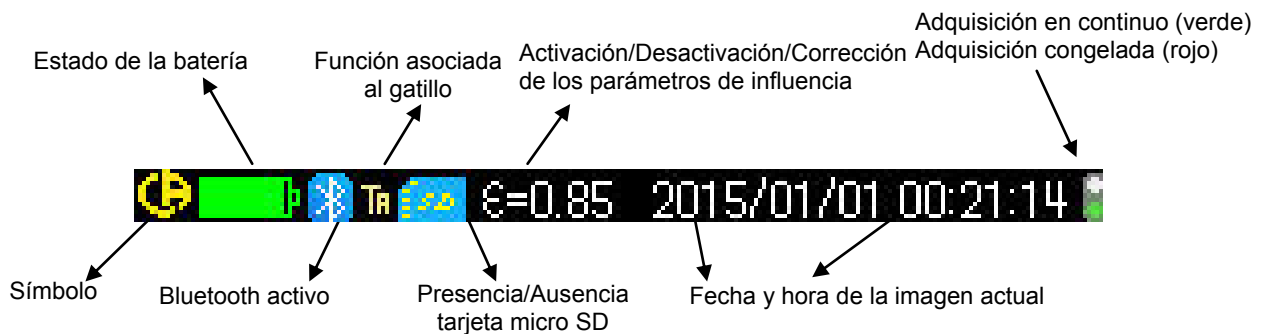 Adquisición en continuo (verde)
Adquisición congelada (rojo)
Estado de la batería
Función asociada
al gatillo
Activación/Desactivación/Corrección
de los parámetros de influencia
CA TA SD ε=0.85 2015/01/01 00:21:14
Símbolo
Bluetooth activo
Presencia/Ausencia
tarjeta micro SD
Fecha y hora de la imagen actual